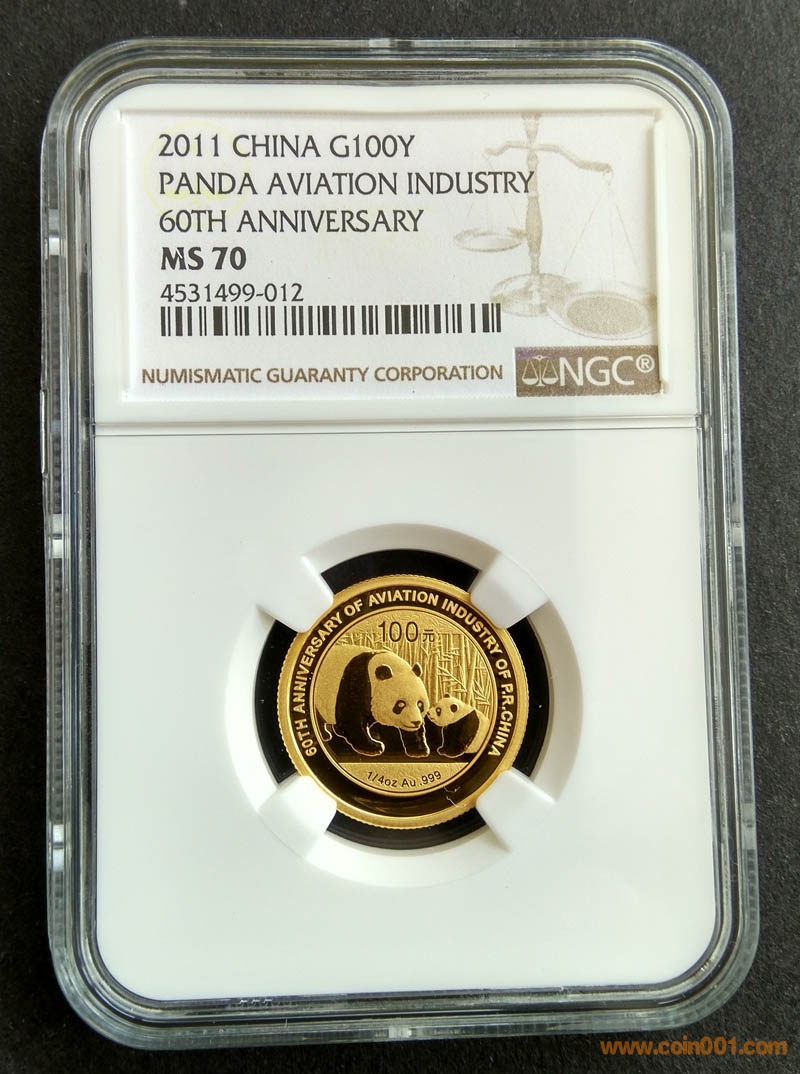 2011 CHINA G100Y
PANDA AVIATION INDUSTRY
60TH ANNIVERSARY
MS 70
4531499-012
NUMISMATIC GUARANTY CORPORATION
NGC®
60TH ANNIVERSARY OF AVIATION INDUSTRY OF P.R.CHINA
100元
1/4oz Au .999
www.coin001.com